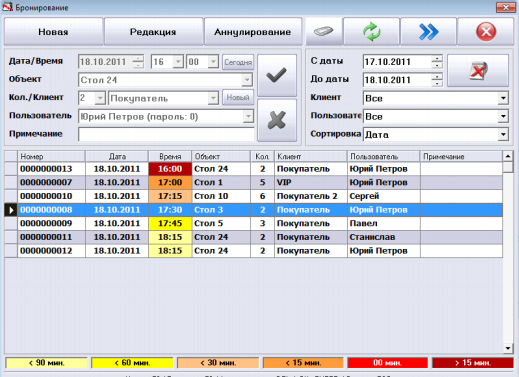 Бронирование
Новая Редакция Аннулирование
Дата/Время 18.10.2011 16 00 Сегодня
Объект Стол 24
Кол./Клиент 2 Покупатель Новый
Пользователь Юрий Петров (пароль: 0)
Примечание
С даты 17.10.2011
До даты 18.10.2011
Клиент Все
Пользовате Все
Сортировка Дата
Номер Дата Время Объект Кол. Клиент Пользователь Примечание
0000000013 18.10.2011 16:00 Стол 24 2 Покупатель Юрий Петров
0000000007 18.10.2011 17:00 Стол 1 5 VIP Юрий Петров
0000000010 18.10.2011 17:15 Стол 10 6 Покупатель 2 Сергей
0000000008 18.10.2011 17:30 Стол 3 2 Покупатель Юрий Петров
0000000009 18.10.2011 17:45 Стол 5 3 Покупатель Павел
0000000011 18.10.2011 18:15 Стол 24 2 Покупатель Станислав
0000000012 18.10.2011 18:15 Стол 24 2 Покупатель Юрий Петров
< 90 мин. < 60 мин. < 30 мин. < 15 мин. 00 мин. > 15 мин.